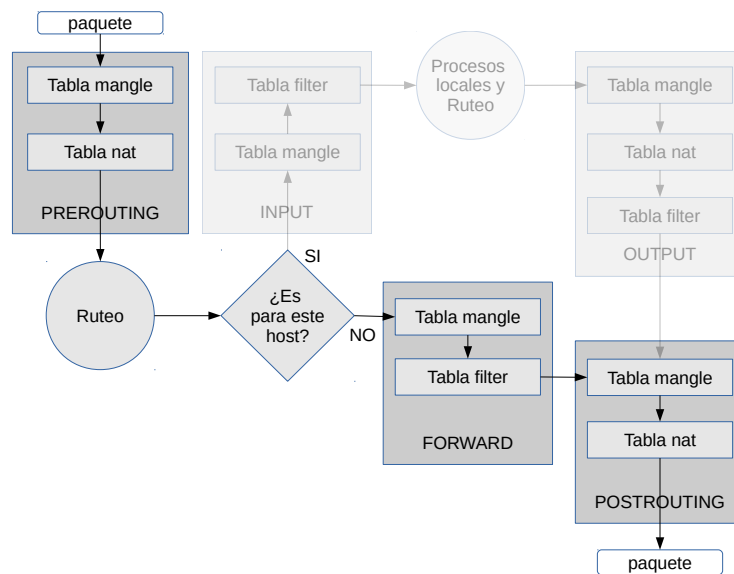 paquete
Tabla mangle
Tabla nat
PREROUTING
Ruteo
¿Es
para este
host?
SI
NO
Tabla filter
Tabla mangle
INPUT
Procesos
locales y
Ruteo
Tabla mangle
Tabla nat
Tabla filter
OUTPUT
Tabla mangle
Tabla filter
FORWARD
Tabla mangle
Tabla nat
POSTROUTING
paquete